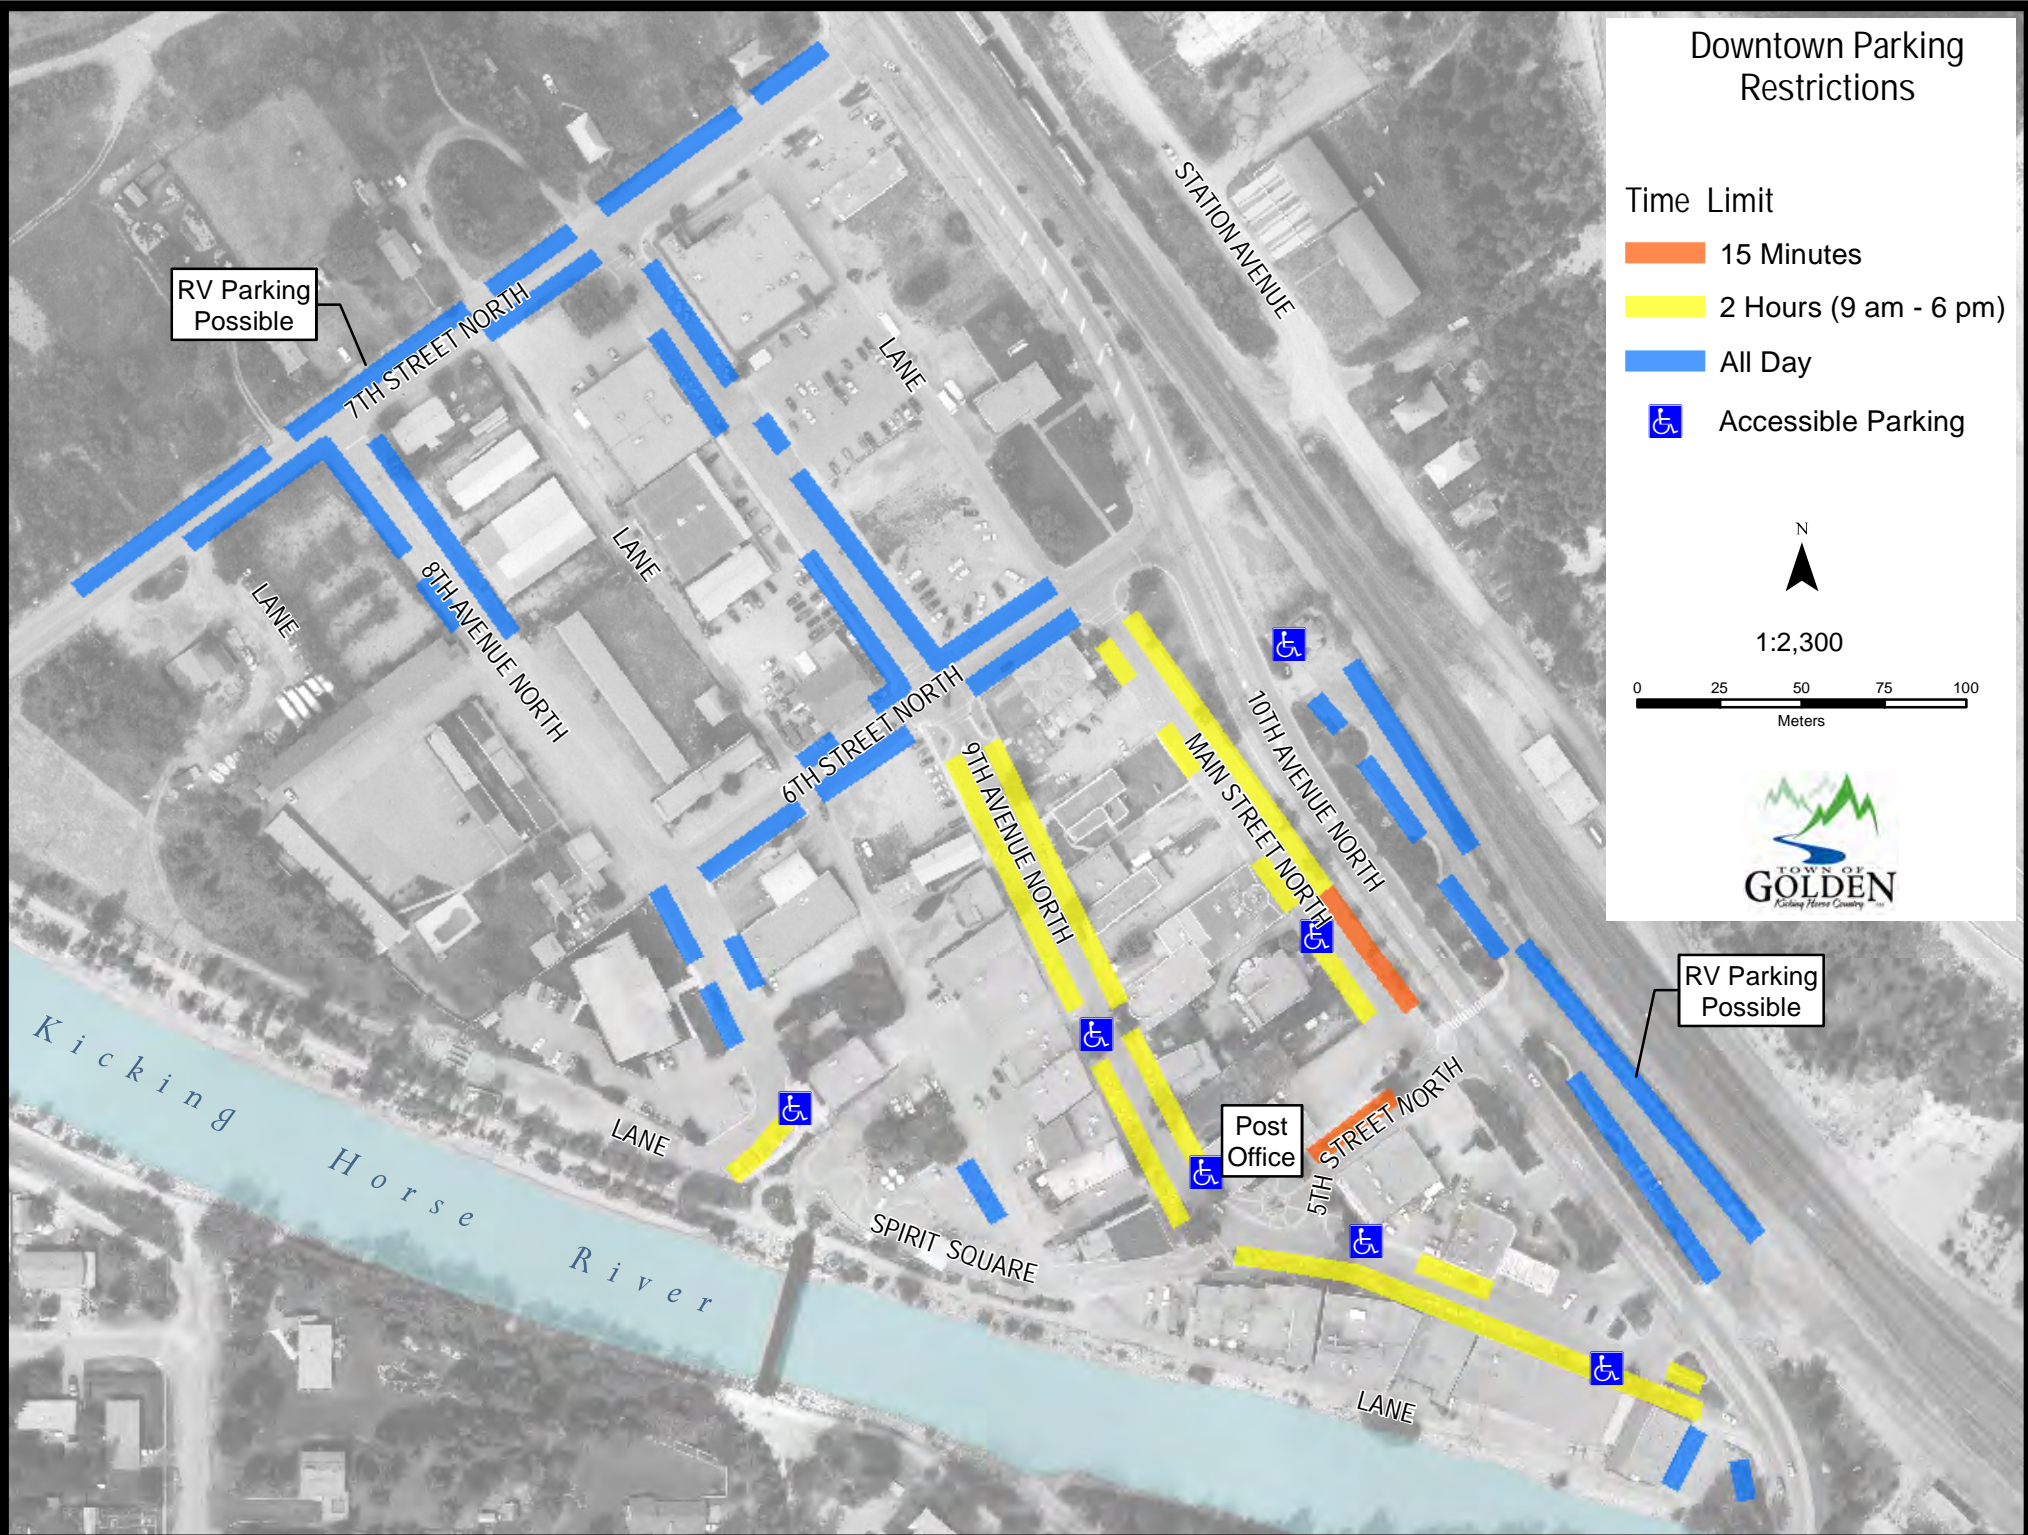 Downtown Parking
Restrictions
Time Limit
15 Minutes
2 Hours (9 am - 6 pm)
All Day
Accessible Parking
N
1:2,300
0 25 50 75 100
Meters
TOWN OF
GOLDEN
Kicking Horse Country
STATION AVENUE
RV Parking
Possible
7TH STREET NORTH
LANE
LANE
LANE
8TH AVENUE NORTH
6TH STREET NORTH
9TH AVENUE NORTH
MAIN STREET NORTH
10TH AVENUE NORTH
RV Parking
Possible
Post
Office
5TH STREET NORTH
LANE
SPIRIT SQUARE
LANE
Kicking Horse River